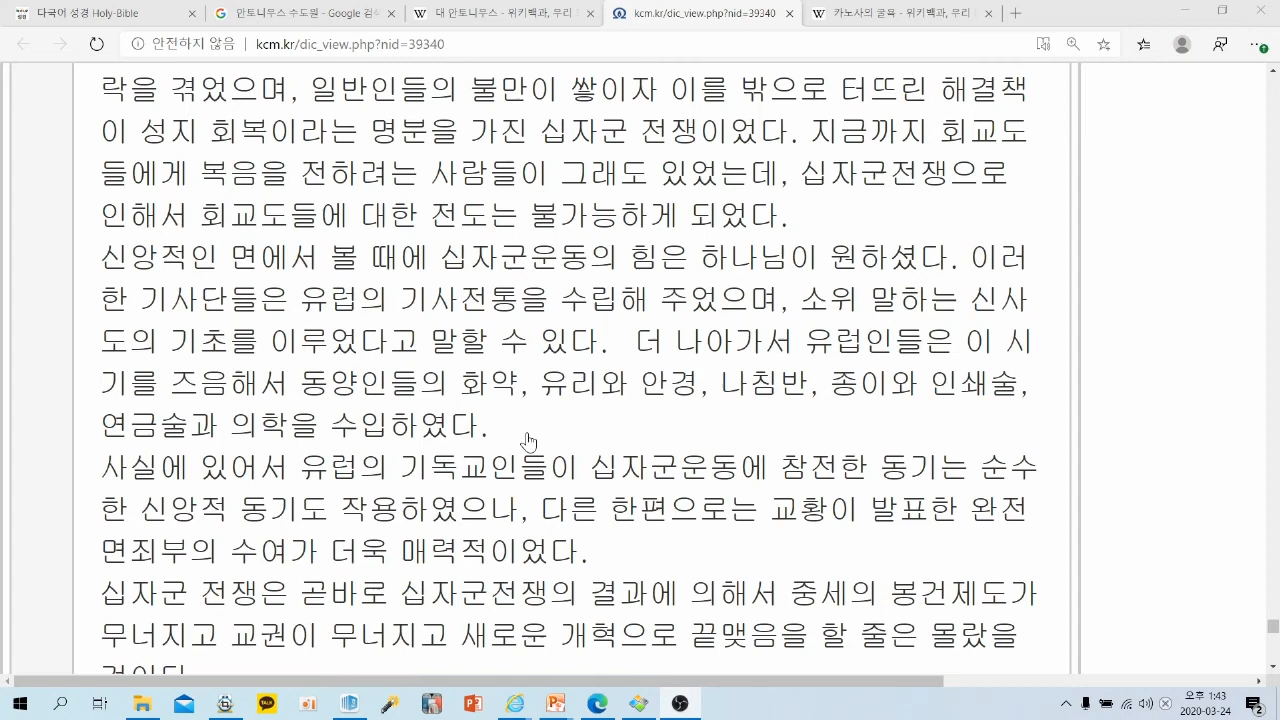 다국어 성경 Holy-Bible
안토니우스 수도원 - Google 검색
대 안토니우스 - 위키백과, 우리
kcm.kr/dic_view.php?nid=39340
카노사의 굴욕 - 위키백과, 우리
안전하지 않음
kcm.kr/dic_view.php?nid=39340
락을 겪었으며, 일반인들의 불만이 쌓이자 이를 밖으로 터뜨린 해결책
이 성지 회복이라는 명분을 가진 십자군 전쟁이었다. 지금까지 회교도
들에게 복음을 전하려는 사람들이 그래도 있었는데, 십자군전쟁으로
인해서 회교도들에 대한 전도는 불가능하게 되었다.
신앙적인 면에서 볼 때에 십자군운동의 힘은 하나님이 원하셨다. 이러
한 기사단들은 유럽의 기사전통을 수립해 주었으며, 소위 말하는 신사
도의 기초를 이루었다고 말할 수 있다. 더 나아가서 유럽인들은 이 시
기를 즈음해서 동양인들의 화약, 유리와 안경, 나침반, 종이와 인쇄술,
연금술과 의학을 수입하였다.
사실에 있어서 유럽의 기독교인들이 십자군운동에 참전한 동기는 순수
한 신앙적 동기도 작용하였으나, 다른 한편으로는 교황이 발표한 완전
면죄부의 수여가 더욱 매력적이었다.
십자군 전쟁은 곧바로 십자군전쟁의 결과에 의해서 중세의 봉건제도가
무너지고 교권이 무너지고 새로운 개혁으로 끝맺음을 할 줄은 몰랐을
오후 1:43
2020-03-24